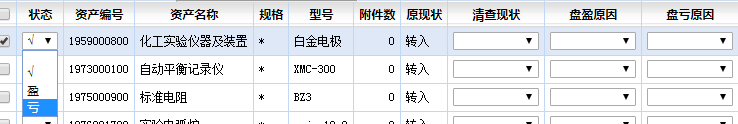 状态 资产编号 资产名称 规格 型号 附件数 原现状 清查现状 盘盈原因 盘亏原因
√ 1959000800 化工实验仪器及装置 * 白金电极 0 转入
√ 1973000100 自动平衡记录仪 * XMC-300 0 转入
盈 1975000900 标准电阻 * BZ3 0 转入
亏